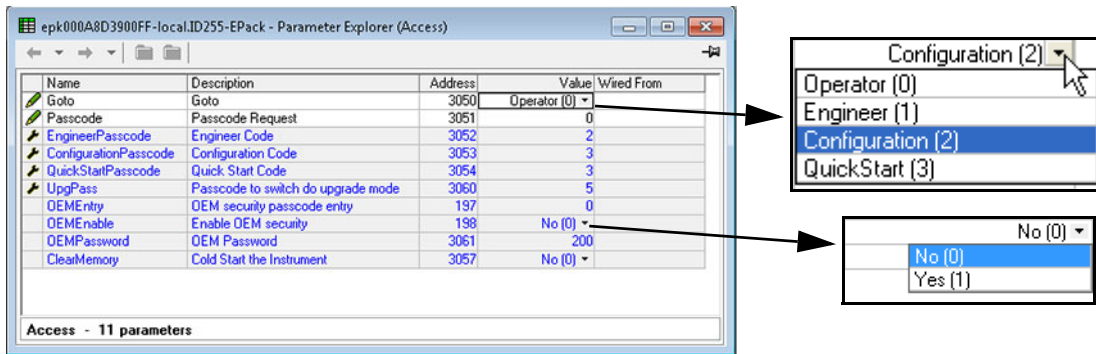 epk000A8D3900FF-local.ID255-EPack - Parameter Explorer (Access)
Name Description Address Value Wired From
Goto Goto 3050 Operator (0)
Passcode Passcode Request 3051 0
EngineerPasscode Engineer Code 3052 2
ConfigurationPasscode Configuration Code 3053 3
QuickStartPasscode Quick Start Code 3054 3
UpgPass Passcode to switch do upgrade mode 3060 5
OEMEntry OEM security passcode entry 197 0
OEMEnable Enable OEM security 198 No (0)
OEMPassword OEM Password 3061 200
ClearMemory Cold Start the Instrument 3057 No (0)
Access - 11 parameters
Configuration (2)
Operator (0)
Engineer (1)
Configuration (2)
QuickStart (3)
No (0)
No (0)
Yes (1)